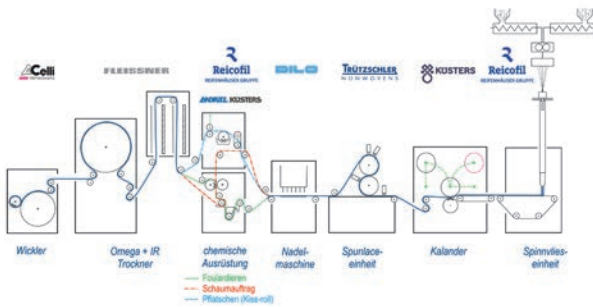 A.Celli
FLEISSNER
Reicofil
REIFENHÄUSER GRUPPE
DILO
TRÜTZSCHLER
NONWOVENS
KÜSTERS
Reicofil
REIFENHÄUSER GRUPPE
KÜSTERS
Wickler
Omega + IR
Trockner
chemische
Ausrüstung
Nadel-
maschine
Spunlace-
einheit
Kalander
Spinnvlies-
einheit
Foulardieren
Schaumauftrag
Pflatschen (Kiss-roll)